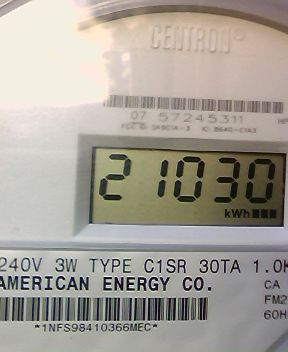 CENTRON®
07 57245311
21030
kWh
240V 3W TYPE C1SR 30TA 1.0K
AMERICAN ENERGY CO.
CA
FM2
60H
*1NFS98410366MEC*